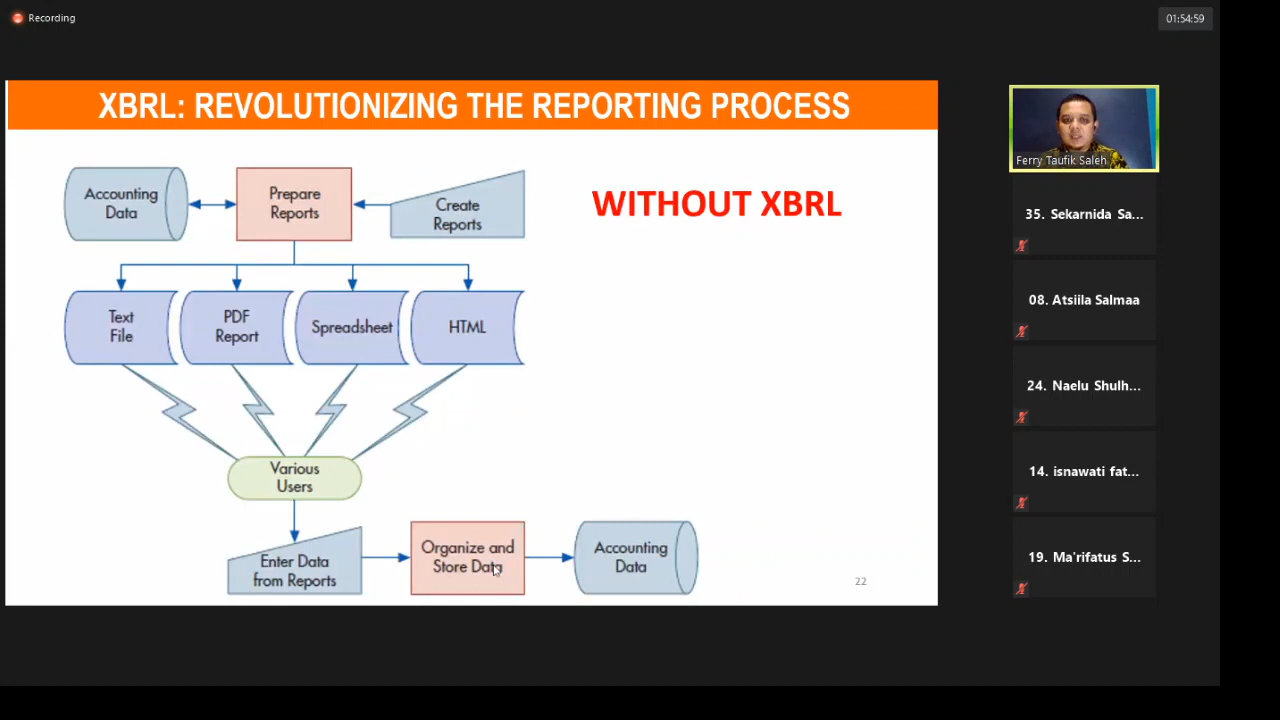 Recording
01:54:59
XBRL: REVOLUTIONIZING THE REPORTING PROCESS
WITHOUT XBRL
Accounting
Data
Prepare
Reports
Create
Reports
Text
File
PDF
Report
Spreadsheet
HTML
Various
Users
Enter Data
from Reports
Organize and
Store Data
Accounting
Data
22
Ferry Taufik Saleh
35. Sekarnida Sa...
08. Atsiila Salmaa
24. Naelu Shulh...
14. isnawati fat...
19. Ma'rifatus S...